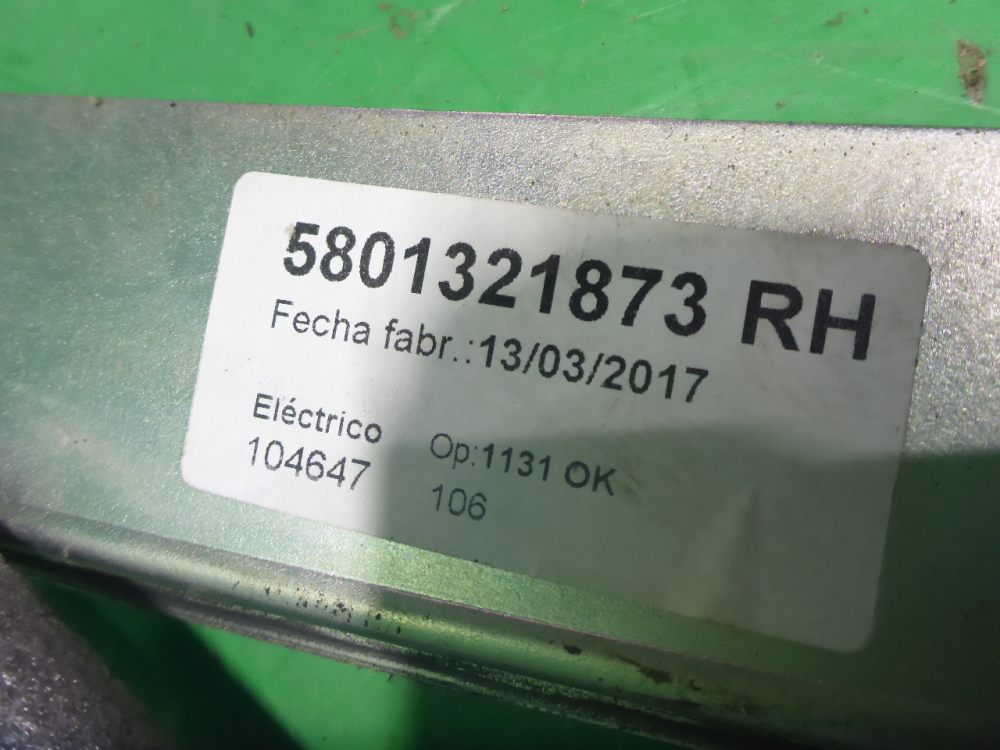 5801321873 RH
Fecha fabr.:13/03/2017
Eléctrico Op:1131 OK
104647 106